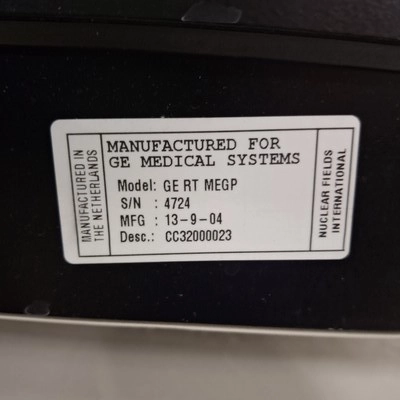 MANUFACTURED IN
THE NETHERLANDS
MANUFACTURED FOR
GE MEDICAL SYSTEMS
Model: GE RT MEGP
S/N : 4724
MFG : 13-9-04
Desc.: CC32000023
NUCLEAR FIELDS
INTERNATIONAL